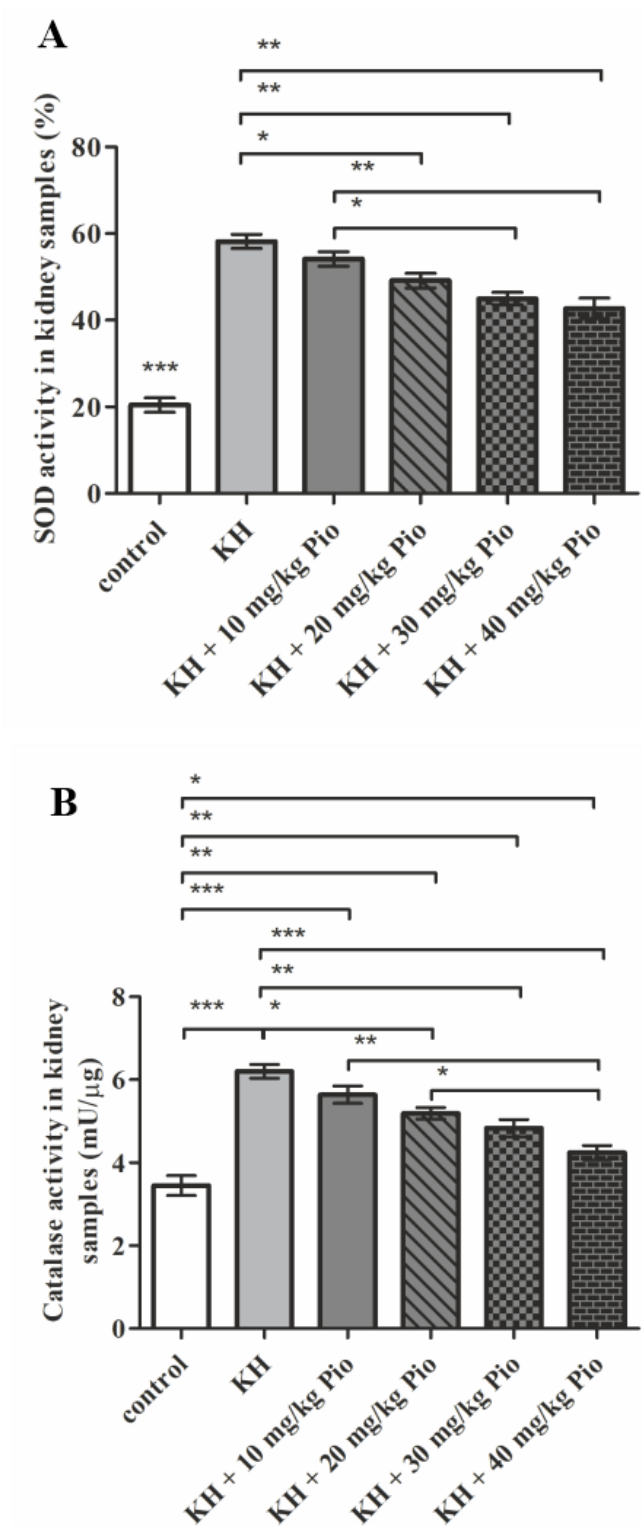 A
**
**
*
**
*
***
SOD activity in kidney samples (%)
80
60
40
20
0
control
KH
KH + 10 mg/kg Pio
KH + 20 mg/kg Pio
KH + 30 mg/kg Pio
KH + 40 mg/kg Pio
B
*
**
**
***
***
**
*** *
**
*
Catalase activity in kidney
samples (mU/μg)
8
6
4
2
0
control
KH
KH + 10 mg/kg Pio
KH + 20 mg/kg Pio
KH + 30 mg/kg Pio
KH + 40 mg/kg Pio